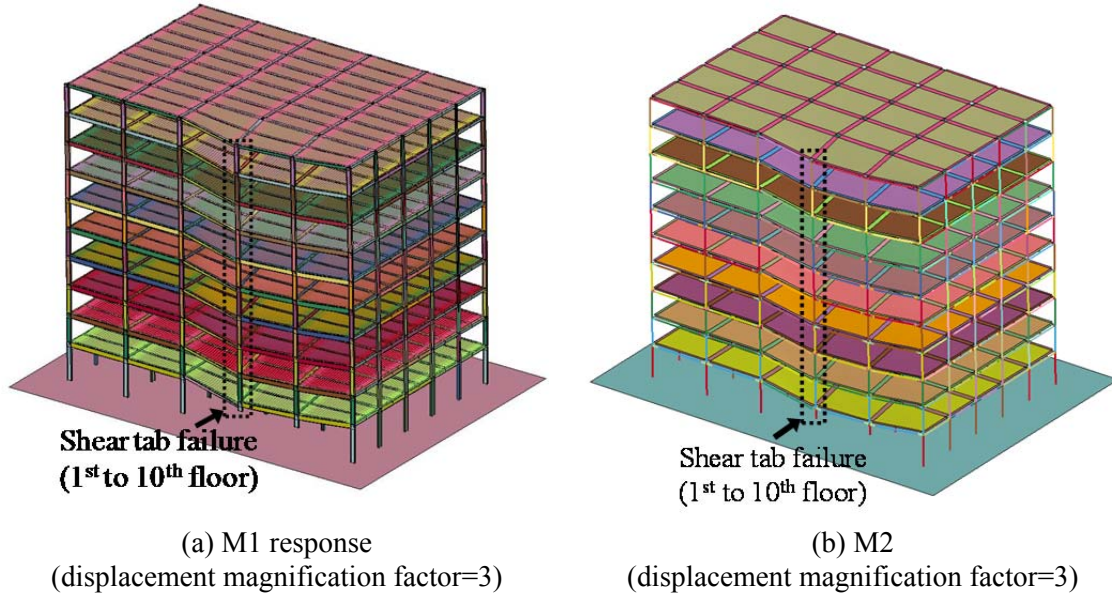 Shear tab failure
(1st to 10th floor)
Shear tab failure
(1st to 10th floor)
(a) M1 response
(displacement magnification factor=3)
(b) M2
(displacement magnification factor=3)